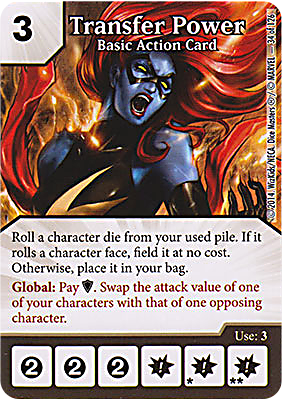 3
Transfer Power
Basic Action Card
©2014. WizKids/NECA. Dice Masters ⓟ/© MARVEL — 34 of 126
Roll a character die from your used pile. If it
rolls a character face, field it at no cost.
Otherwise, place it in your bag.
Global: Pay . Swap the attack value of one
of your characters with that of one opposing
character.
Use: 3
2 2 2 * **